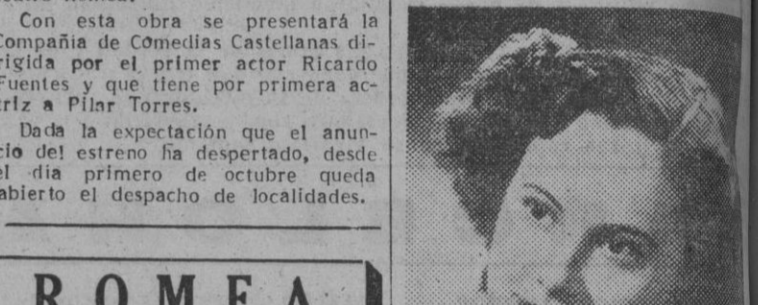 Con esta obra se presentará la
Compañia de Comedias Castellanas di-
rigida por el primer actor Ricardo
Fuentes y que tiene por primera ac-
triz a Pilar Torres.
Dada la expectación que el anun-
cio del estreno ha despertado, desde
el dia primero de octubre queda
abierto el despacho de localidades.
ROMEA